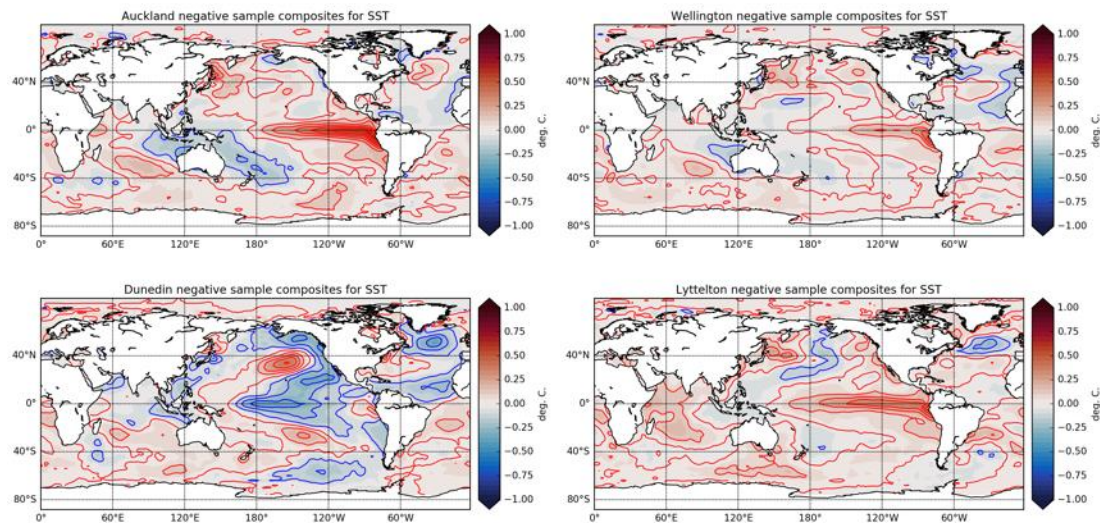 Auckland negative sample composites for SST
1.00
0.75
0.50
0.25
0.00
−0.25
−0.50
−0.75
−1.00
deg. C.
40°N
0°
40°S
80°S
0° 60°E 120°E 180° 120°W 60°W
Wellington negative sample composites for SST
1.00
0.75
0.50
0.25
0.00
−0.25
−0.50
−0.75
−1.00
deg. C.
40°N
0°
40°S
80°S
0° 60°E 120°E 180° 120°W 60°W
Dunedin negative sample composites for SST
1.00
0.75
0.50
0.25
0.00
−0.25
−0.50
−0.75
−1.00
deg. C.
40°N
0°
40°S
80°S
0° 60°E 120°E 180° 120°W 60°W
Lyttelton negative sample composites for SST
1.00
0.75
0.50
0.25
0.00
−0.25
−0.50
−0.75
−1.00
deg. C.
40°N
0°
40°S
80°S
0° 60°E 120°E 180° 120°W 60°W